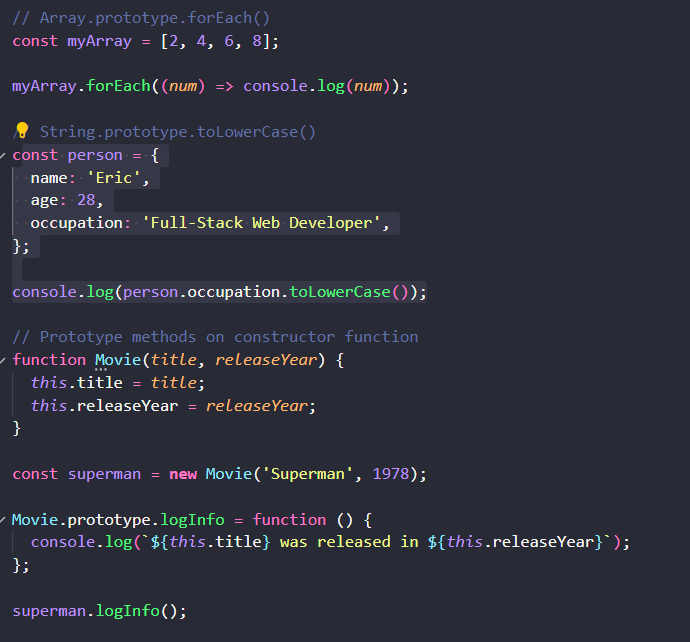 // Array.prototype.forEach()
const myArray = [2, 4, 6, 8];
myArray.forEach((num) => console.log(num));
/ String.prototype.toLowerCase()
const person = {
name: 'Eric',
age: 28,
occupation: 'Full-Stack Web Developer',
};
console.log(person.occupation.toLowerCase());
// Prototype methods on constructor function
function Movie(title, releaseYear) {
this.title = title;
this.releaseYear = releaseYear;
}
const superman = new Movie('Superman', 1978);
Movie.prototype.logInfo = function () {
console.log(`${this.title} was released in ${this.releaseYear}`);
};
superman.logInfo();